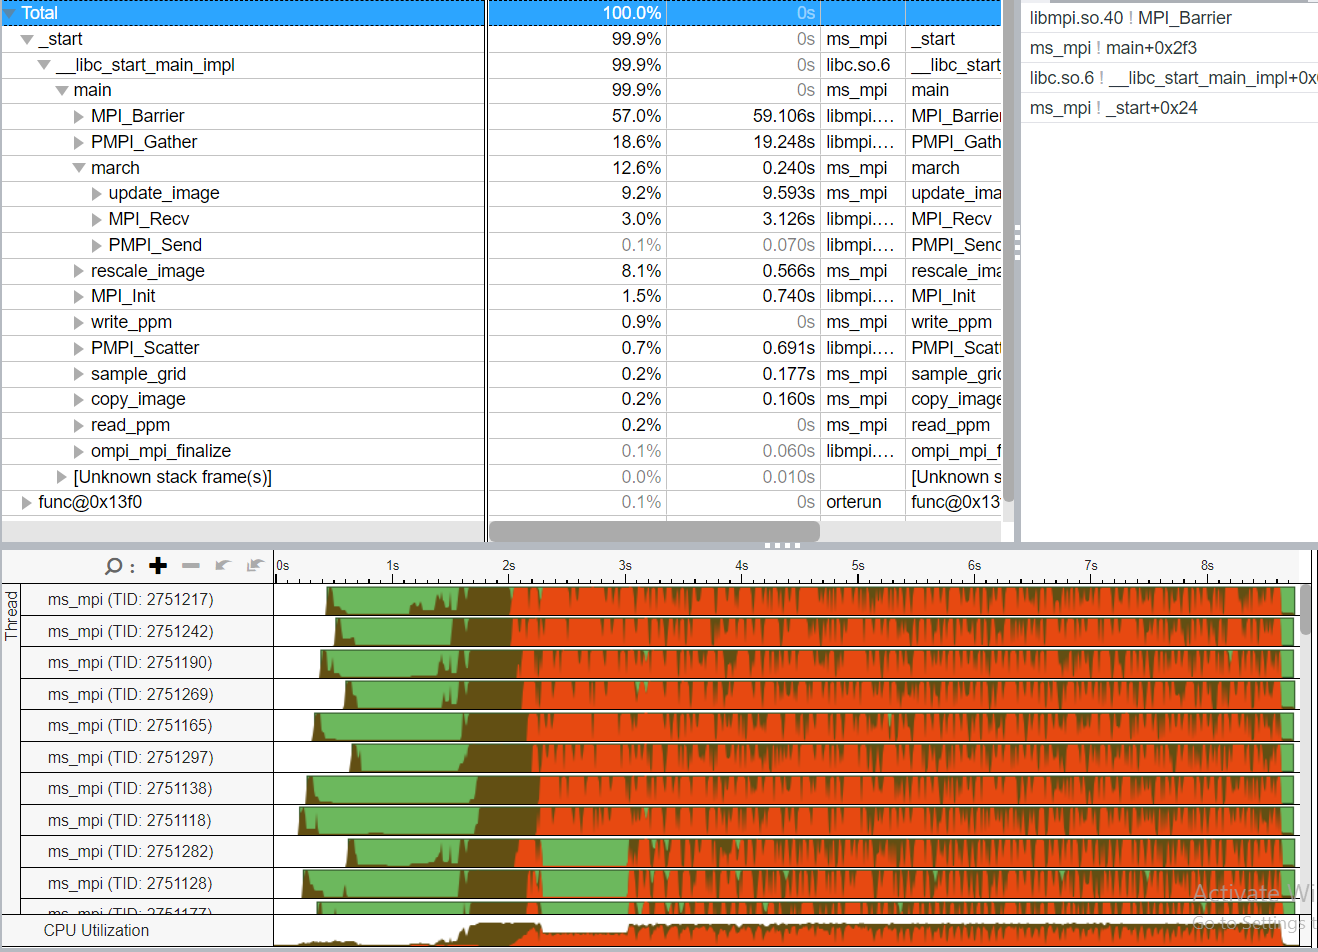 Total 100.0% 0s
_start 99.9% 0s ms_mpi _start
__libc_start_main_impl 99.9% 0s libc.so.6 __libc_start
main 99.9% 0s ms_mpi main
MPI_Barrier 57.0% 59.106s libmpi.… MPI_Barrier
PMPI_Gather 18.6% 19.248s libmpi.… PMPI_Gath
march 12.6% 0.240s ms_mpi march
update_image 9.2% 9.593s ms_mpi update_ima
MPI_Recv 3.0% 3.126s libmpi.… MPI_Recv
PMPI_Send 0.1% 0.070s libmpi.… PMPI_Send
rescale_image 8.1% 0.566s ms_mpi rescale_ima
MPI_Init 1.5% 0.740s libmpi.… MPI_Init
write_ppm 0.9% 0s ms_mpi write_ppm
PMPI_Scatter 0.7% 0.691s libmpi.… PMPI_Scatt
sample_grid 0.2% 0.177s ms_mpi sample_grid
copy_image 0.2% 0.160s ms_mpi copy_image
read_ppm 0.2% 0s ms_mpi read_ppm
ompi_mpi_finalize 0.1% 0.060s libmpi.… ompi_mpi_f
[Unknown stack frame(s)] 0.0% 0.010s [Unknown s
func@0x13f0 0.1% 0s orterun func@0x13
libmpi.so.40 ! MPI_Barrier
ms_mpi ! main+0x2f3
libc.so.6 ! __libc_start_main_impl+0x
ms_mpi ! _start+0x24
0s 1s 2s 3s 4s 5s 6s 7s 8s
Thread
ms_mpi (TID: 2751217)
ms_mpi (TID: 2751242)
ms_mpi (TID: 2751190)
ms_mpi (TID: 2751269)
ms_mpi (TID: 2751165)
ms_mpi (TID: 2751297)
ms_mpi (TID: 2751138)
ms_mpi (TID: 2751118)
ms_mpi (TID: 2751282)
ms_mpi (TID: 2751128)
ms_mpi (TID: 2751177)
CPU Utilization
Activate Wi
Go to Settings t